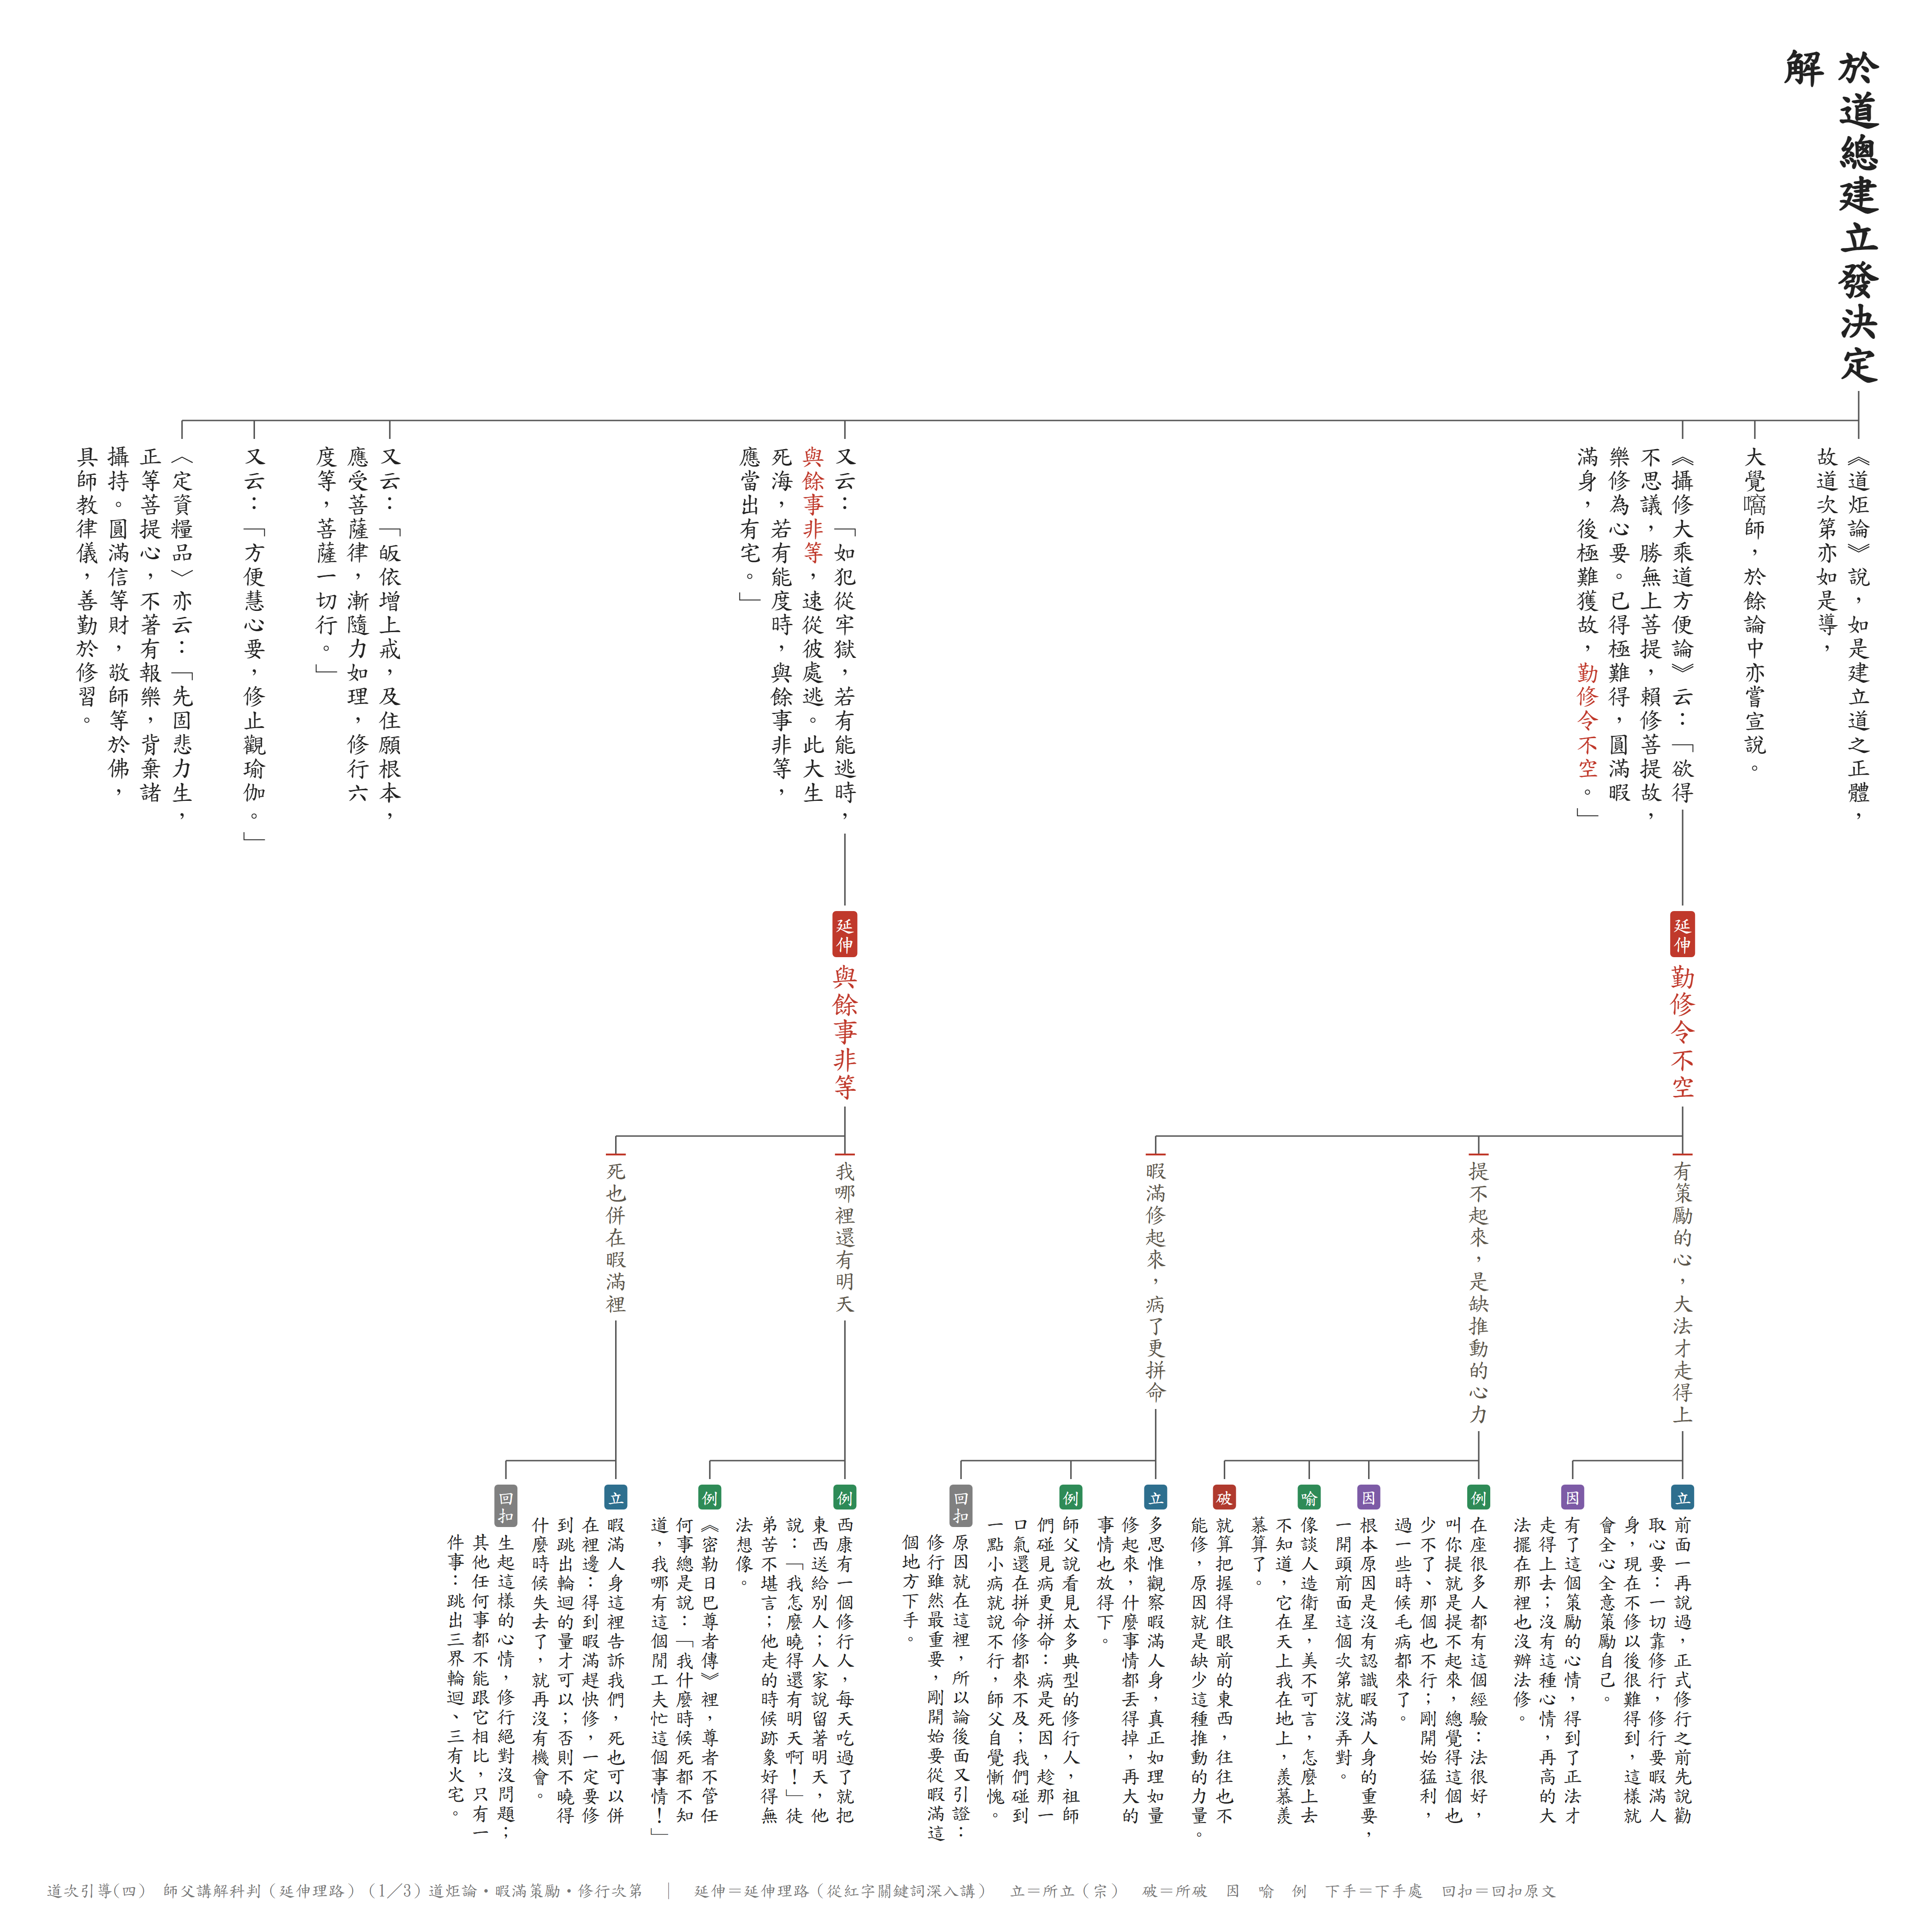 於道總建立發決定
解
《道炬論》說，如是建立道之正體，
故道次第亦如是導，
大覺㗖師，於餘論中亦嘗宣說。
《攝修大乘道方便論》云：「欲得
不思議，勝無上菩提，賴修菩提故，
樂修為心要。已得極難得，圓滿暇
滿身，後極難獲故，勤修令不空。」
又云：「如犯從牢獄，若有能逃時，
與餘事非等，速從彼處逃。此大生
死海，若有能度時，與餘事非等，
應當出有宅。」
又云：「皈依增上戒，及住願根本，
應受菩薩律，漸隨力如理，修行六
度等，菩薩一切行。」
又云：「方便慧心要，修止觀瑜伽。」
〈定資糧品〉亦云：「先固悲力生，
正等菩提心，不著有報樂，背棄諸
攝持。圓滿信等財，敬師等於佛，
具師教律儀，善勤於修習。
延伸
勤修令不空
延伸
與餘事非等
有策勵的心，大法才走得上
提不起來，是缺推動的心力
暇滿修起來，病了更拼命
我哪裡還有明天
死也併在暇滿裡
立
前面一再說過，正式修行之前先說勸
取心要：一切靠修行，修行要暇滿人
身，現在不修以後很難得到，這樣就
會全心全意策勵自己。
因
有了這個策勵的心情，得到了正法才
走得上去；沒有這種心情，再高的大
法擺在那裡也沒辦法修。
例
在座很多人都有這個經驗：法很好，
叫你提就是提不起來，總覺得這個也
少不了、那個也不行；剛開始猛利，
過一些時候毛病都來了。
因
根本原因是沒有認識暇滿人身的重要，
一開頭前面這個次第就沒弄對。
喻
像談人造衛星，美不可言，怎麼上去
不知道，它在天上我在地上，羨慕羨
慕算了。
破
就算把握得住眼前的東西，往往也不
能修，原因就是缺少這種推動的力量。
立
多思惟觀察暇滿人身，真正如理如量
修起來，什麼事情都丟得掉，再大的
事情也放得下。
例
師父說看見太多典型的修行人，祖師
們碰見病更拼命：病是死因，趁那一
口氣還在拼命修都來不及；我們碰到
一點小病就說不行，師父自覺慚愧。
回扣
原因就在這裡，所以論後面又引證：
修行雖然最重要，剛開始要從暇滿這
個地方下手。
例
西康有一個修行人，每天吃過了就把
東西送給別人；人家說留著明天，他
說：「我怎麼曉得還有明天啊！」徒
弟苦不堪言；他走的時候跡象好得無
法想像。
例
《密勒日巴尊者傳》裡，尊者不管任
何事總是說：「我什麼時候死都不知
道，我哪有這個閒工夫忙這個事情！」
立
暇滿人身這裡告訴我們，死也可以併
在裡邊：得到暇滿趕快修，一定要修
到跳出輪迴的量才可以；否則不曉得
什麼時候失去了，就再沒有機會。
回扣
生起這樣的心情，修行絕對沒問題；
其他任何事都不能跟它相比，只有一
件事：跳出三界輪迴、三有火宅。
道次引導(四） 師父講解科判（延伸理路）（1／3）道炬論・暇滿策勵・修行次第 ｜ 延伸＝延伸理路（從紅字關鍵詞深入講） 立＝所立（宗） 破＝所破 因 喻 例 下手＝下手處 回扣＝回扣原文